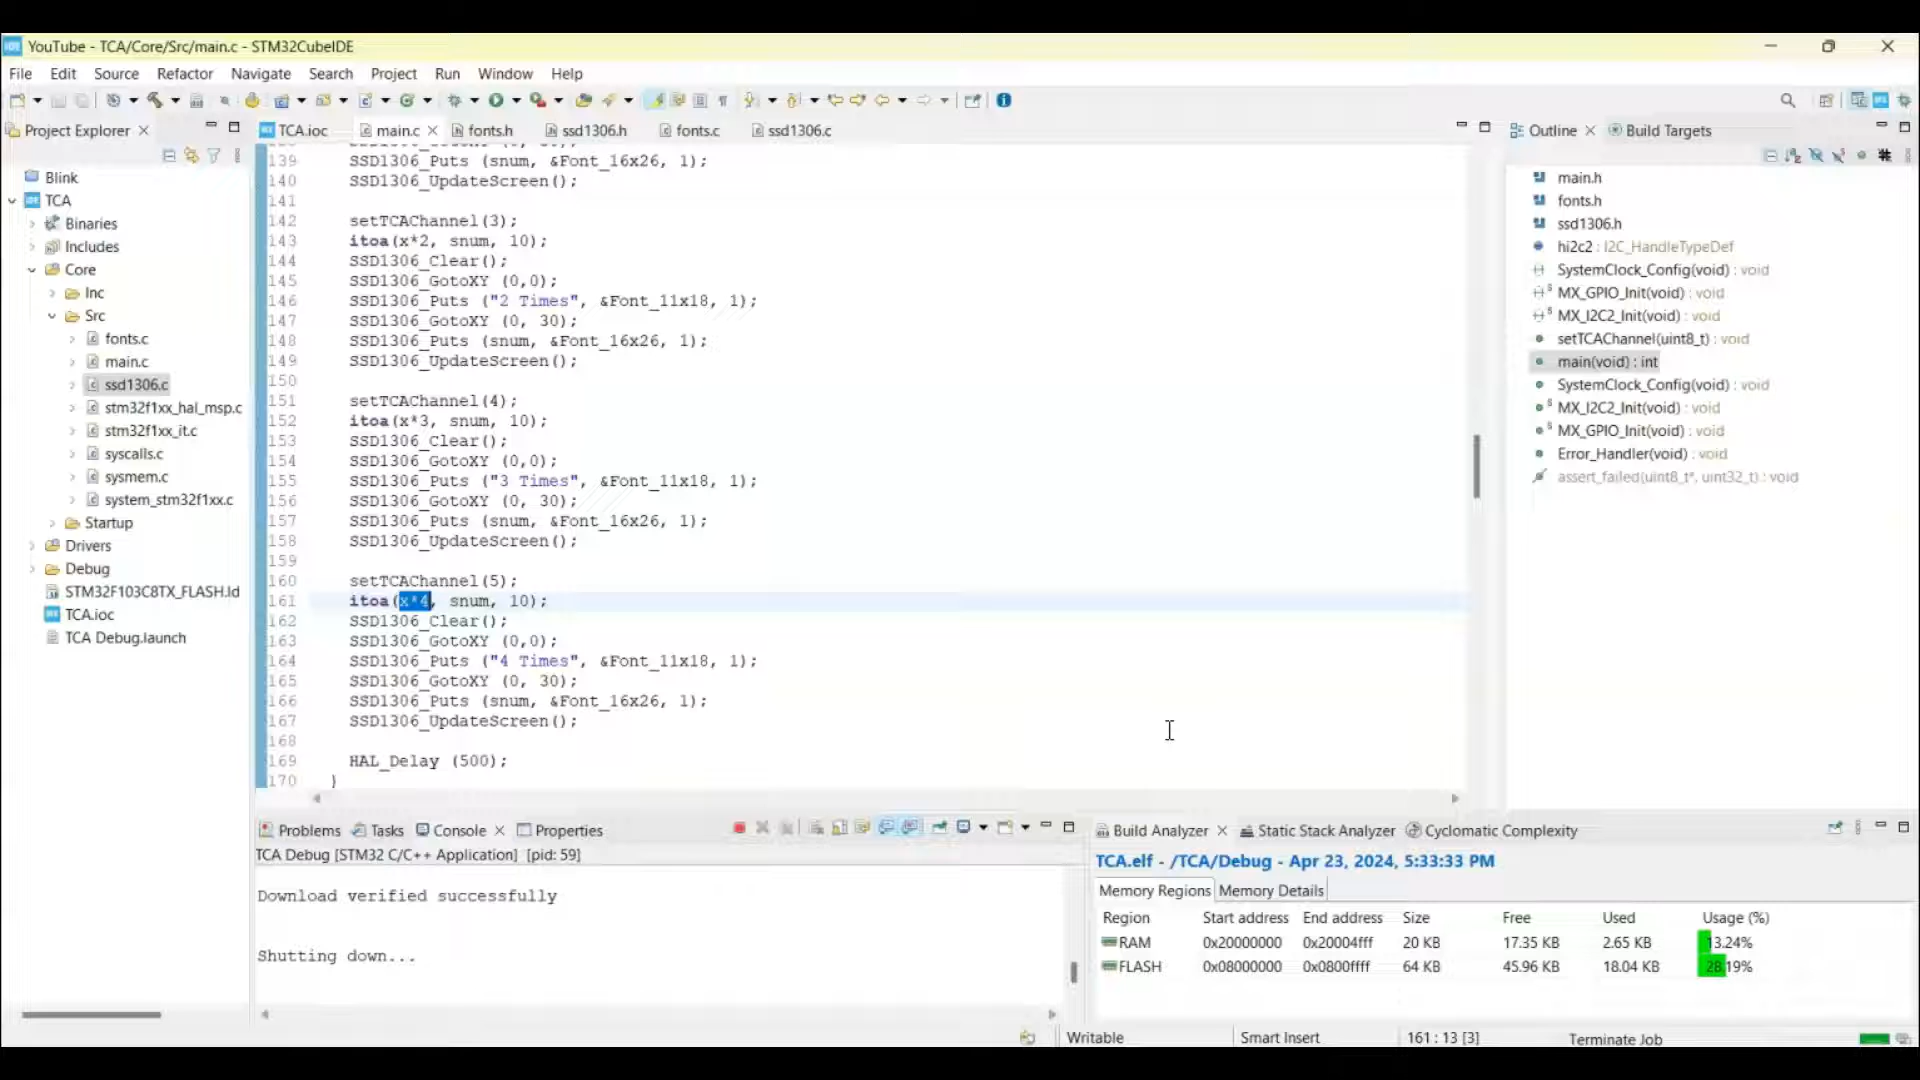 YouTube - TCA/Core/Src/main.c - STM32CubeIDE
File Edit Source Refactor Navigate Search Project Run Window Help
Project Explorer
Blink
TCA
Binaries
Includes
Core
Inc
Src
fonts.c
main.c
ssd1306.c
stm32f1xx_hal_msp.c
stm32f1xx_it.c
syscalls.c
sysmem.c
system_stm32f1xx.c
Startup
Drivers
Debug
STM32F103C8TX_FLASH.ld
TCA.ioc
TCA Debug.launch
TCA.ioc main.c fonts.h ssd1306.h fonts.c ssd1306.c
139 SSD1306_Puts (snum, &Font_16x26, 1);
140 SSD1306_UpdateScreen();
141
142 setTCAChannel(3);
143 itoa(x*2, snum, 10);
144 SSD1306_Clear();
145 SSD1306_GotoXY (0,0);
146 SSD1306_Puts ("2 Times", &Font_11x18, 1);
147 SSD1306_GotoXY (0, 30);
148 SSD1306_Puts (snum, &Font_16x26, 1);
149 SSD1306_UpdateScreen();
150
151 setTCAChannel(4);
152 itoa(x*3, snum, 10);
153 SSD1306_Clear();
154 SSD1306_GotoXY (0,0);
155 SSD1306_Puts ("3 Times", &Font_11x18, 1);
156 SSD1306_GotoXY (0, 30);
157 SSD1306_Puts (snum, &Font_16x26, 1);
158 SSD1306_UpdateScreen();
159
160 setTCAChannel(5);
161 itoa(x*4, snum, 10);
162 SSD1306_Clear();
163 SSD1306_GotoXY (0,0);
164 SSD1306_Puts ("4 Times", &Font_11x18, 1);
165 SSD1306_GotoXY (0, 30);
166 SSD1306_Puts (snum, &Font_16x26, 1);
167 SSD1306_UpdateScreen();
168
169 HAL_Delay (500);
170 }
Outline Build Targets
main.h
fonts.h
ssd1306.h
hi2c2 : I2C_HandleTypeDef
SystemClock_Config(void) : void
MX_GPIO_Init(void) : void
MX_I2C2_Init(void) : void
setTCAChannel(uint8_t) : void
main(void) : int
SystemClock_Config(void) : void
MX_I2C2_Init(void) : void
MX_GPIO_Init(void) : void
Error_Handler(void) : void
assert_failed(uint8_t*, uint32_t) : void
Problems Tasks Console Properties
TCA Debug [STM32 C/C++ Application] [pid: 59]
Download verified successfully
Shutting down...
Build Analyzer Static Stack Analyzer Cyclomatic Complexity
TCA.elf - /TCA/Debug - Apr 23, 2024, 5:33:33 PM
Memory Regions Memory Details
Region Start address End address Size Free Used Usage (%)
RAM 0x20000000 0x20004fff 20 KB 17.35 KB 2.65 KB 13.24%
FLASH 0x08000000 0x0800ffff 64 KB 45.96 KB 18.04 KB 28.19%
Writable Smart Insert 161 : 13 [3] Terminate Job